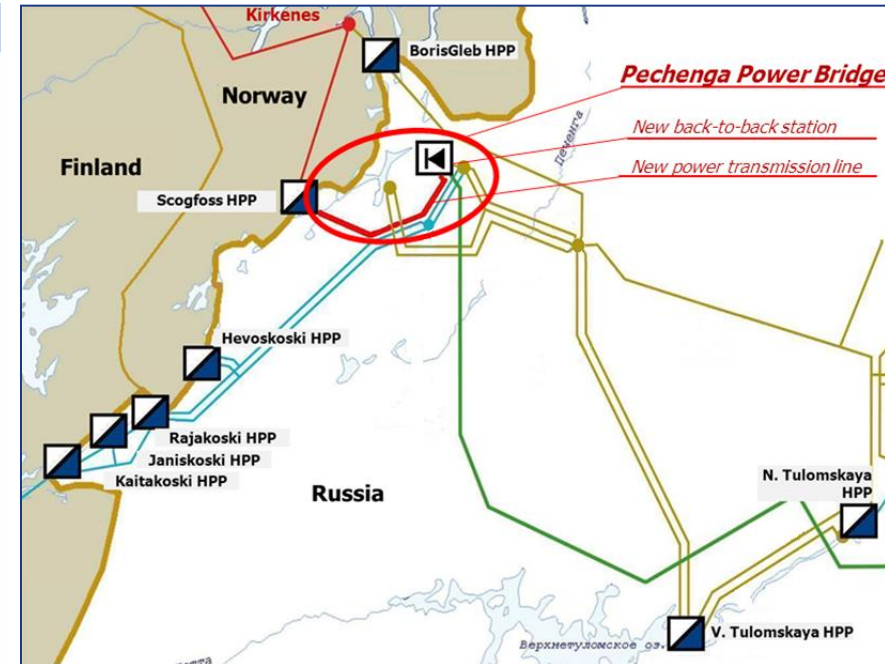 Kirkenes
BorisGleb HPP
Pechenga Power Bridge
Norway
New back-to-back station
Печенга
Finland
New power transmission line
Scogfoss HPP
Hevoskoski HPP
Rajakoski HPP
Janiskoski HPP
Kaitakoski HPP
N. Tulomskaya
HPP
Russia
V. Tulomskaya HPP
Верхнетуломское оз.